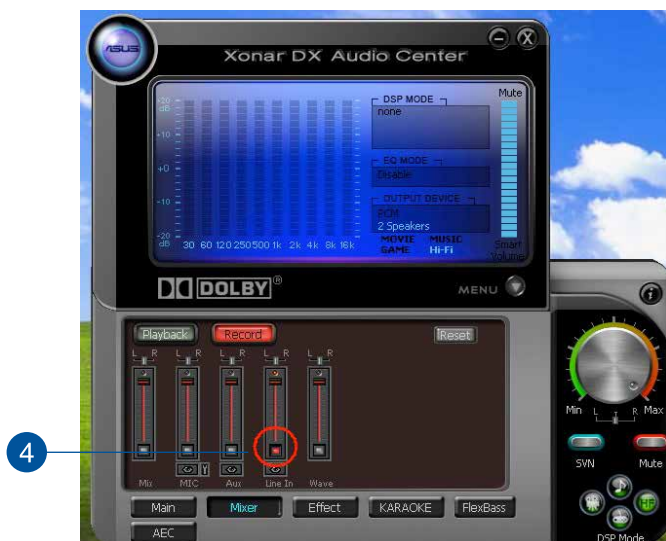 ASUS
Xonar DX Audio Center
+20
dB
+10
+0
-10
-20
dB
30 60 120 250 500 1k 2k 4k 8k 16k
DSP MODE
none
EQ MODE
Disable
OUTPUT DEVICE
PCM
2 Speakers
MOVIE MUSIC
GAME Hi-Fi
Mute
Smart
Volume
DOLBY®
MENU
Playback Record Reset
L R L R L R L R L R
4
Mix MIC Aux Line In Wave
Main Mixer Effect KARAOKE FlexBass
AEC
i
Min L R Max
SVN Mute
HF
DSP Mode